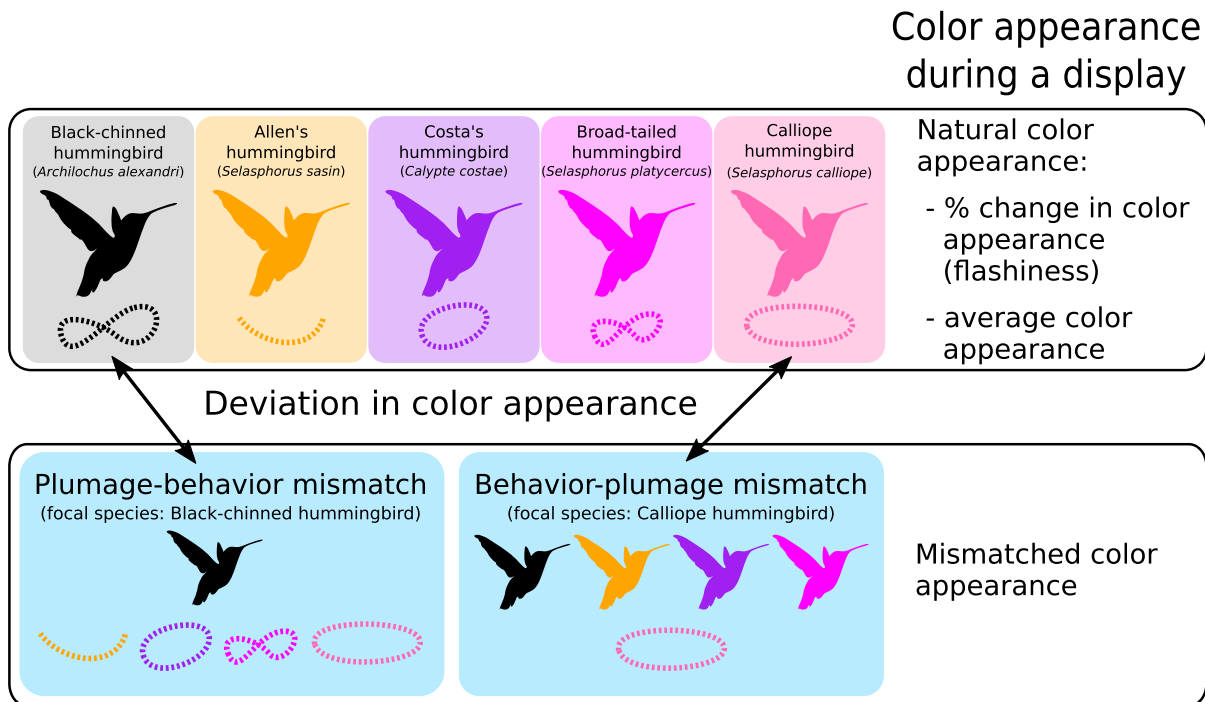 Color appearance
during a display
Black-chinned
hummingbird
(Archilochus alexandri)
Allen's
hummingbird
(Selasphorus sasin)
Costa's
hummingbird
(Calypte costae)
Broad-tailed
hummingbird
(Selasphorus platycercus)
Calliope
hummingbird
(Selasphorus calliope)
Natural color
appearance:
- % change in color
appearance
(flashiness)
- average color
appearance
Deviation in color appearance
Plumage-behavior mismatch
(focal species: Black-chinned hummingbird)
Behavior-plumage mismatch
(focal species: Calliope hummingbird)
Mismatched color
appearance